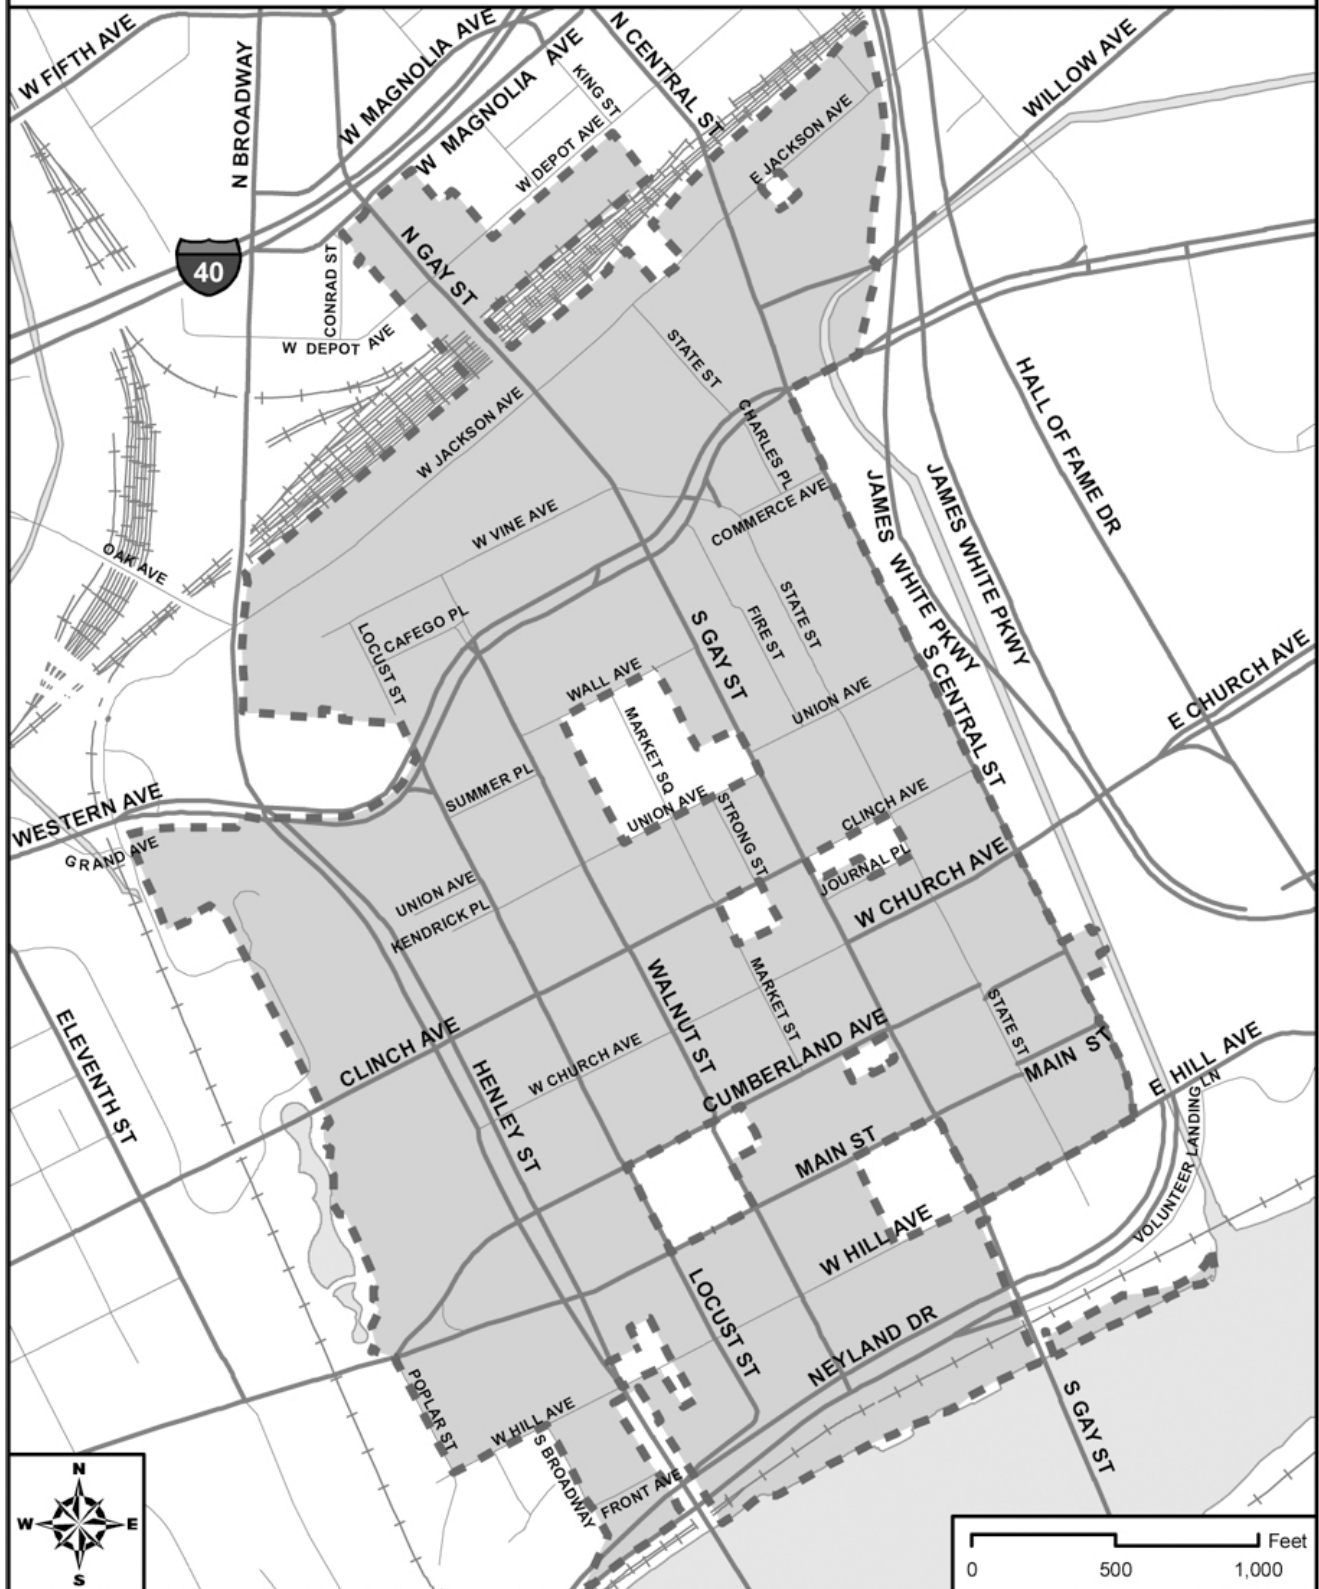 W FIFTH AVE
N BROADWAY
W MAGNOLIA AVE
W MAGNOLIA AVE
KING ST
N CENTRAL ST
WILLOW AVE
W DEPOT AVE
E JACKSON AVE
40
CONRAD ST
N GAY ST
W DEPOT AVE
STATE ST
W JACKSON AVE
CHARLES PL
HALL OF FAME DR
JAMES WHITE PKWY
JAMES WHITE PKWY
COMMERCE AVE
W VINE AVE
OAK AVE
LOCUST ST
CAFEGO PL
S GAY ST
FIRE ST
STATE ST
S CENTRAL ST
E CHURCH AVE
WALL AVE
MARKET SQ
UNION AVE
SUMMER PL
UNION AVE
STRONG ST
CLINCH AVE
WESTERN AVE
GRAND AVE
JOURNAL PL
W CHURCH AVE
UNION AVE
KENDRICK PL
WALNUT ST
MARKET ST
STATE ST
ELEVENTH ST
CLINCH AVE
HENLEY ST
W CHURCH AVE
CUMBERLAND AVE
MAIN ST
E HILL AVE
VOLUNTEER LANDING LN
MAIN ST
W HILL AVE
LOCUST ST
NEYLAND DR
POPLAR ST
W HILL AVE
S BROADWAY
FRONT AVE
S GAY ST
N
W E
S
Feet
0 500 1,000